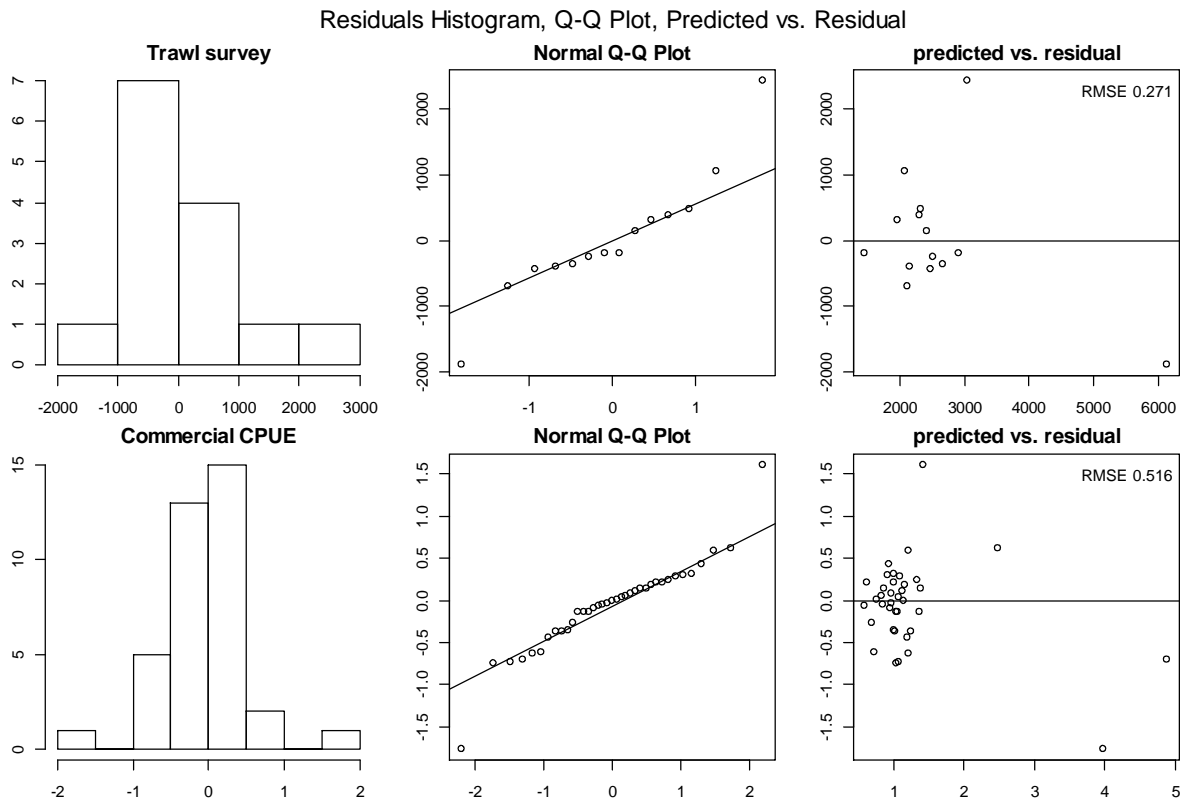 Residuals Histogram, Q-Q Plot, Predicted vs. Residual
Trawl survey
0 1 2 3 4 5 6 7
-2000 -1000 0 1000 2000 3000
Normal Q-Q Plot
-2000 -1000 0 1000 2000
-1 0 1
predicted vs. residual
RMSE 0.271
-2000 -1000 0 1000 2000
2000 3000 4000 5000 6000
Commercial CPUE
0 5 10 15
-2 -1 0 1 2
Normal Q-Q Plot
-1.5 -1.0 -0.5 0.0 0.5 1.0 1.5
-2 -1 0 1 2
predicted vs. residual
RMSE 0.516
-1.5 -1.0 -0.5 0.0 0.5 1.0 1.5
1 2 3 4 5